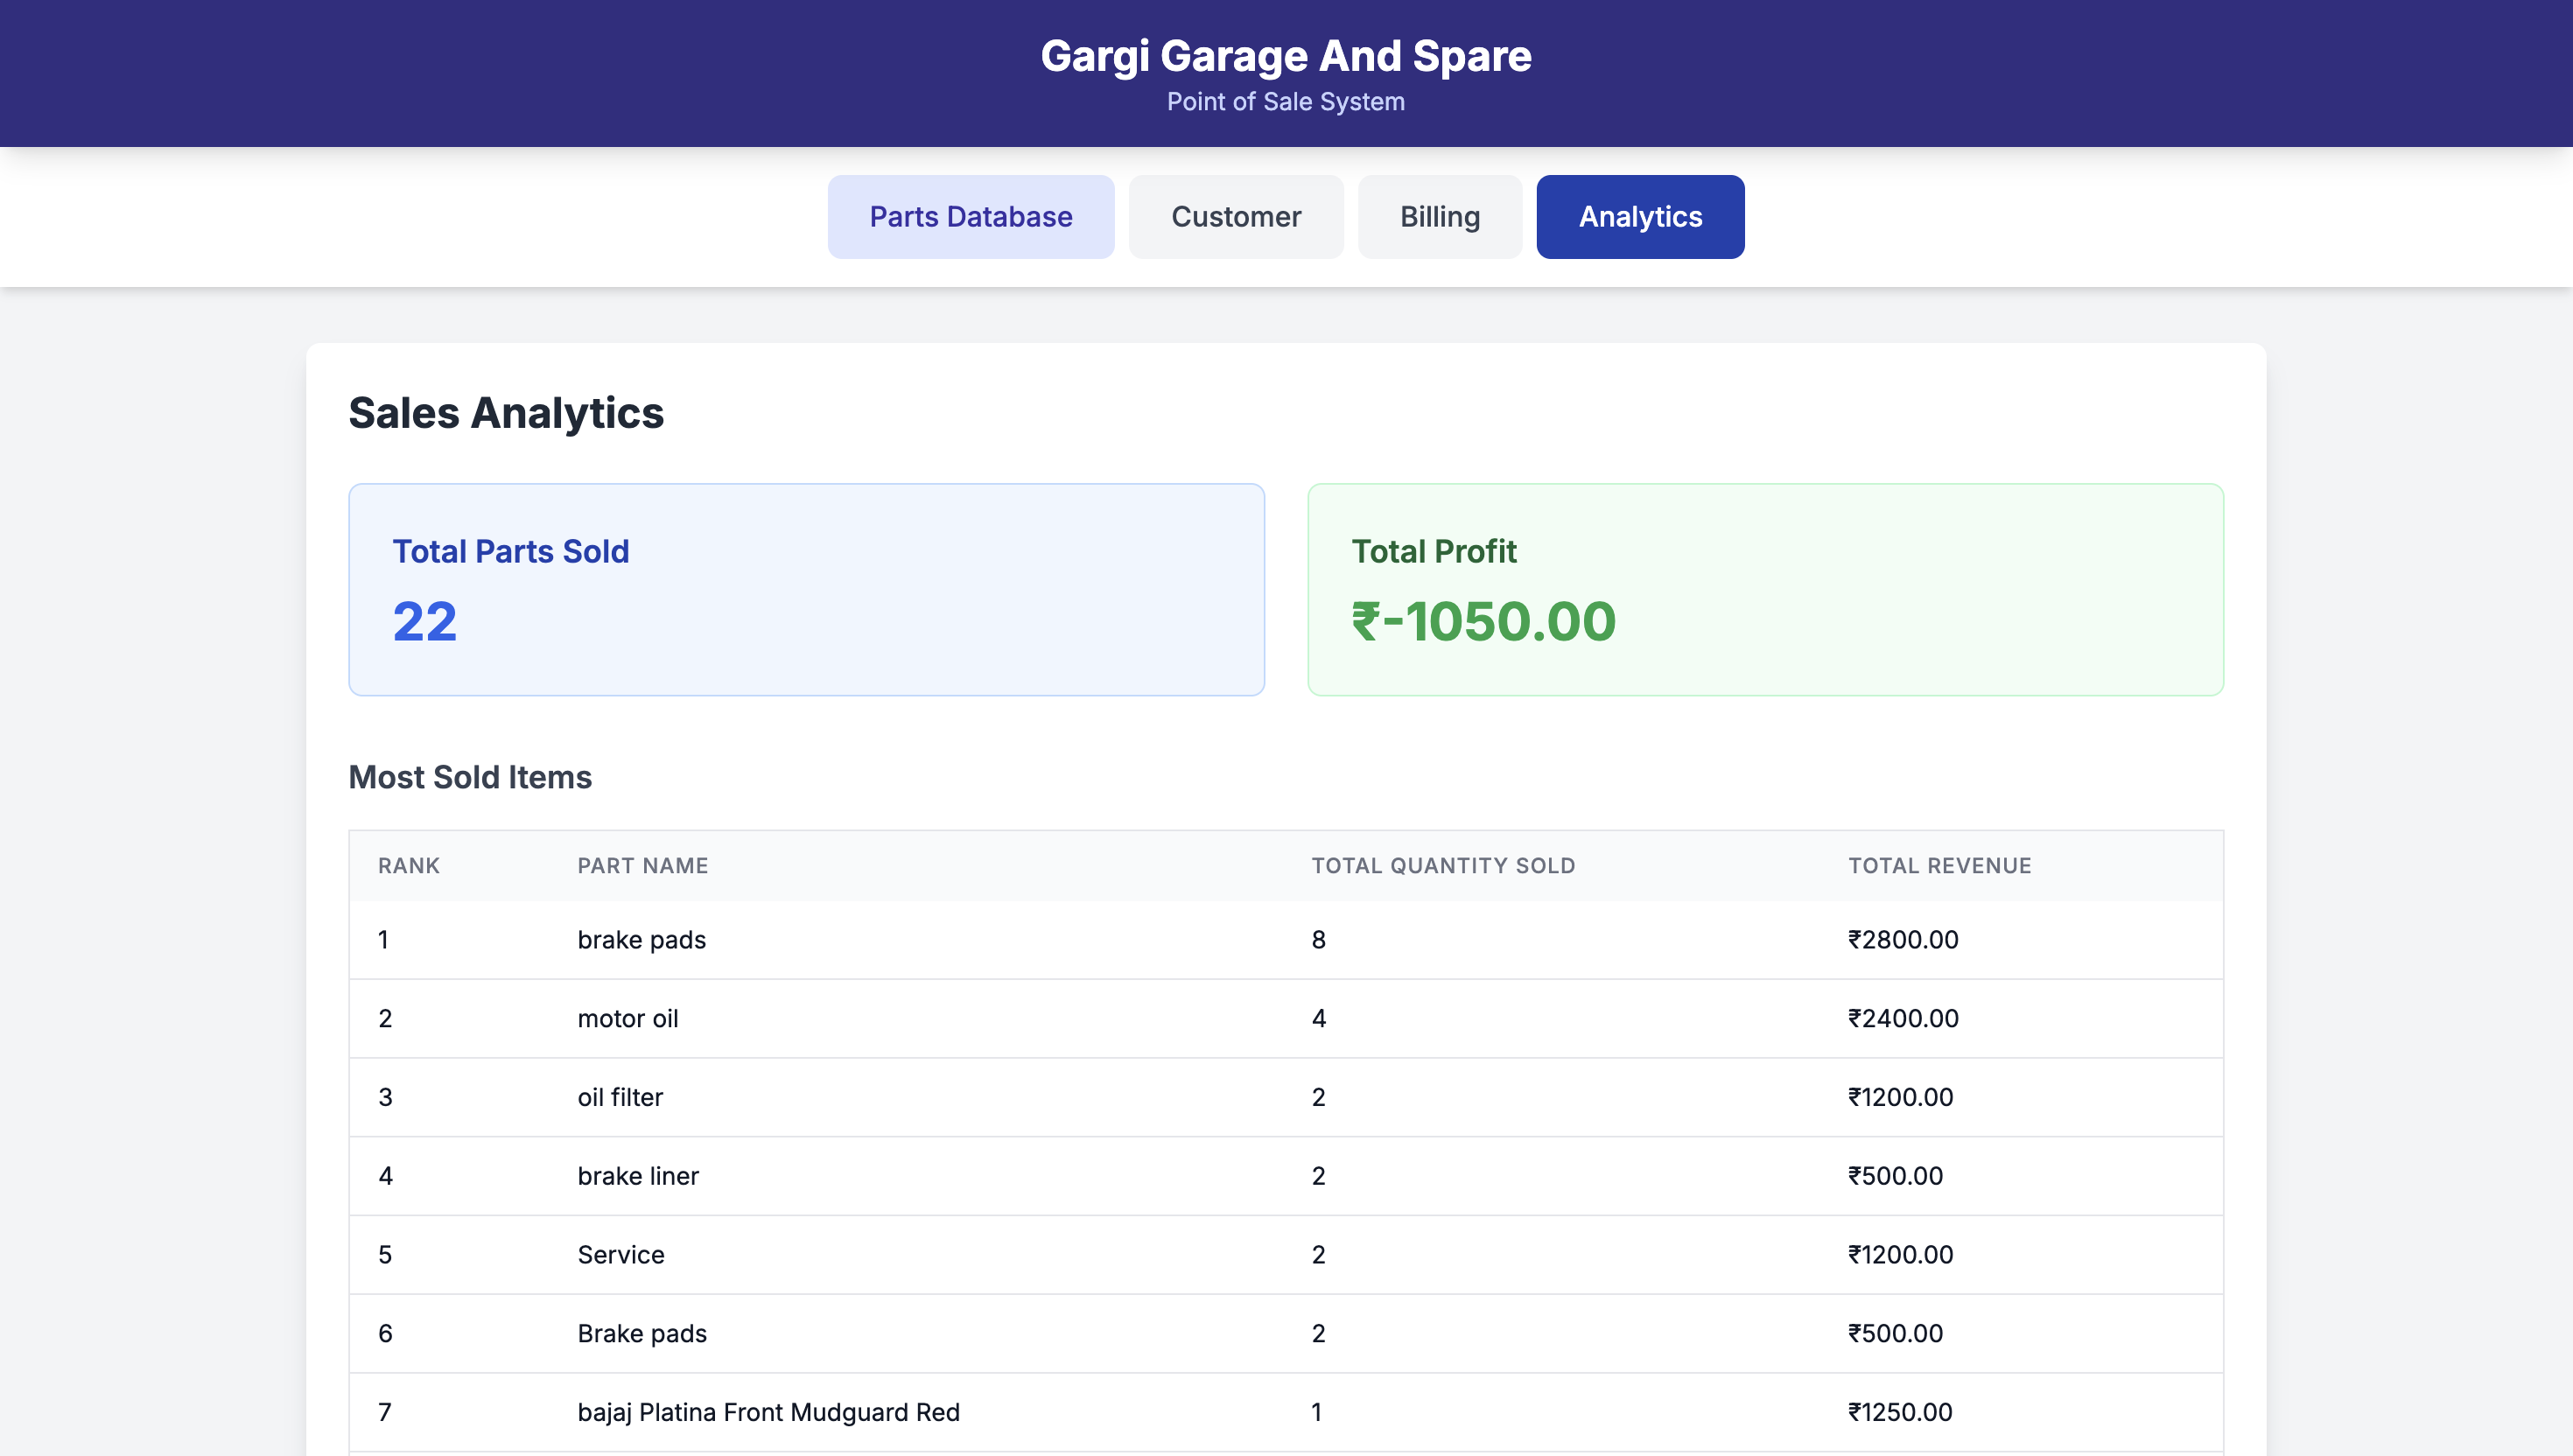 Gargi Garage And Spare
Point of Sale System
Parts Database Customer Billing Analytics
Sales Analytics
Total Parts Sold
22
Total Profit
₹-1050.00
Most Sold Items
RANK PART NAME TOTAL QUANTITY SOLD TOTAL REVENUE
1 brake pads 8 ₹2800.00
2 motor oil 4 ₹2400.00
3 oil filter 2 ₹1200.00
4 brake liner 2 ₹500.00
5 Service 2 ₹1200.00
6 Brake pads 2 ₹500.00
7 bajaj Platina Front Mudguard Red 1 ₹1250.00